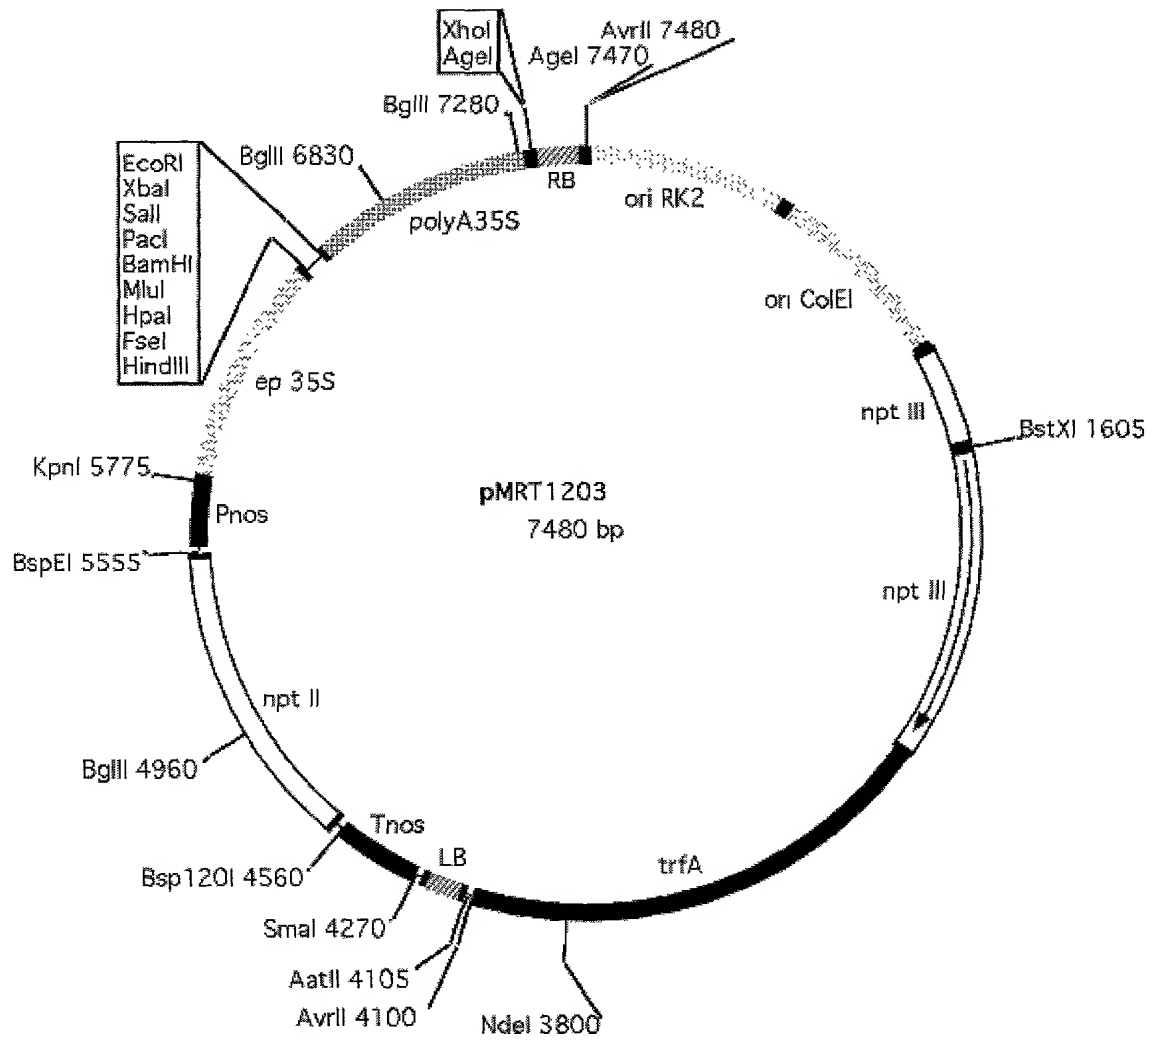 XhoI
AgeI
AvrII 7480
AgeI 7470
BglII 7280
BglII 6830
EcoRI
XbaI
SalI
PacI
BamHI
MluI
HpaI
FseI
HindIII
RB
polyA35S
ori RK2
ori ColEI
ep 35S
npt III
BstXI 1605
KpnI 5775
Pnos
pMRT1203
7480 bp
BspEI 5555
npt III
npt II
BglII 4960
Tnos
LB
trfA
Bsp120I 4560
SmaI 4270
AatII 4105
AvrII 4100
NdeI 3800